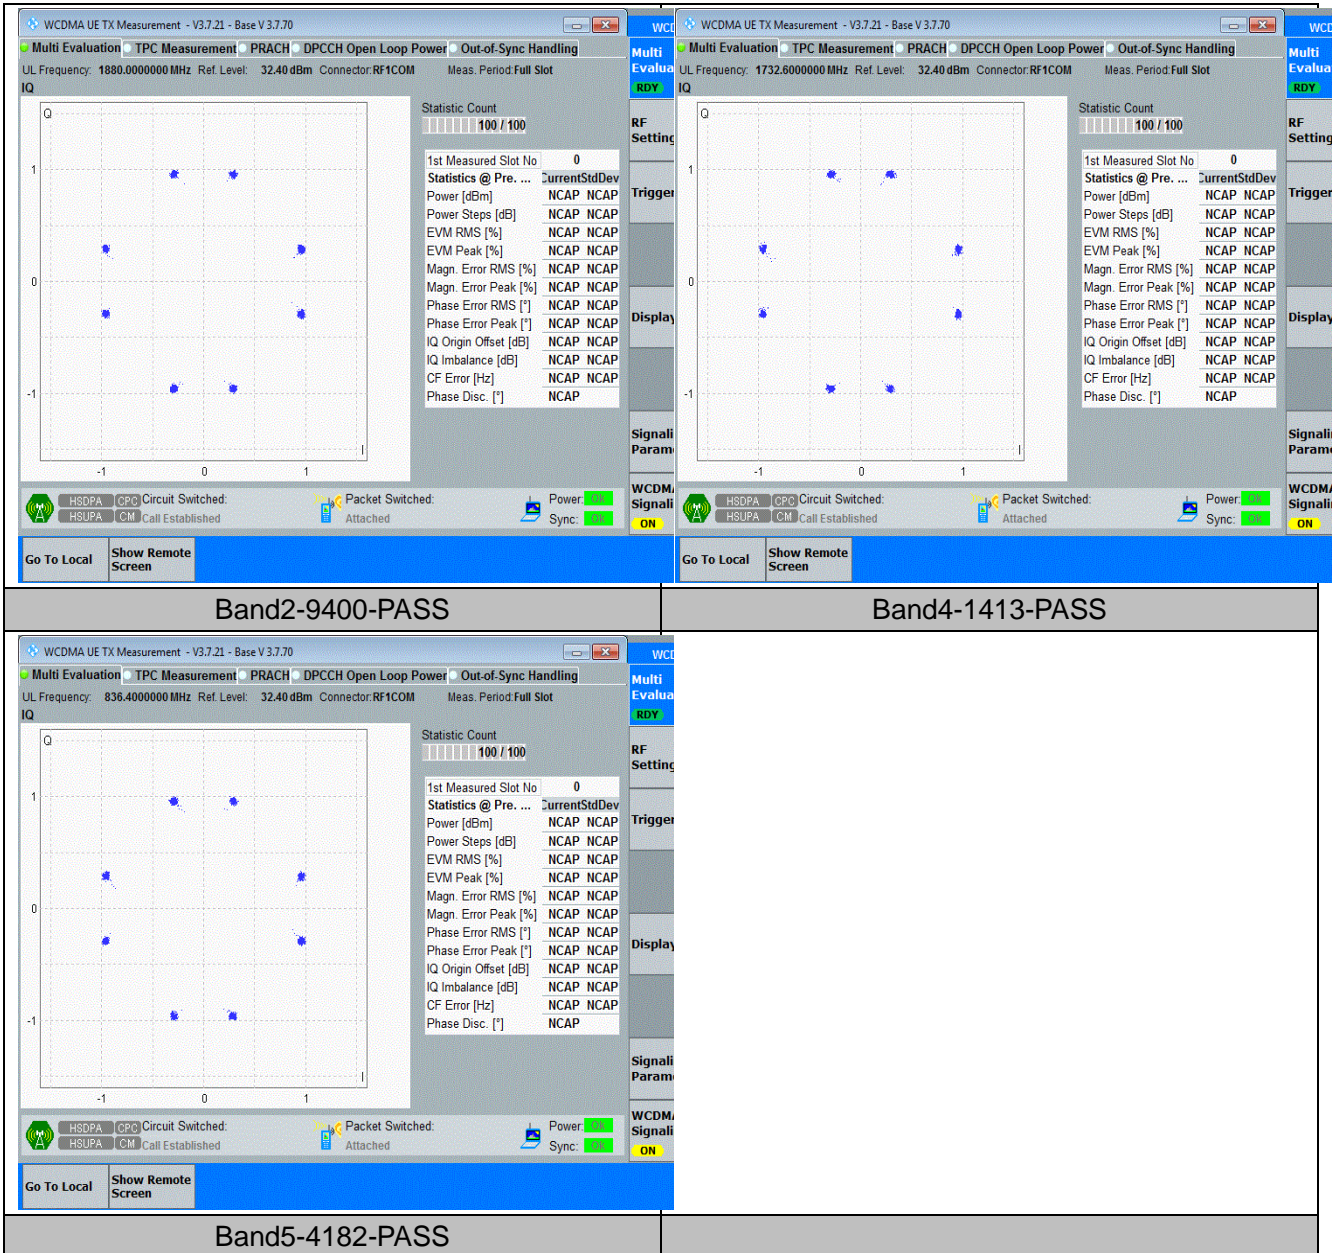 WCDMA UE TX Measurement - V3.7.21 - Base V 3.7.70
Multi Evaluation TPC Measurement PRACH DPCCH Open Loop Power Out-of-Sync Handling
UL Frequency: 1880.0000000 MHz Ref. Level: 32.40 dBm Connector: RF1COM Meas. Period: Full Slot
IQ
Q
1
0
-1
-1 0 1
I
Statistic Count
100 / 100
1st Measured Slot No 0
Statistics @ Pre. ... Current StdDev
Power [dBm] NCAP NCAP
Power Steps [dB] NCAP NCAP
EVM RMS [%] NCAP NCAP
EVM Peak [%] NCAP NCAP
Magn. Error RMS [%] NCAP NCAP
Magn. Error Peak [%] NCAP NCAP
Phase Error RMS [°] NCAP NCAP
Phase Error Peak [°] NCAP NCAP
IQ Origin Offset [dB] NCAP NCAP
IQ Imbalance [dB] NCAP NCAP
CF Error [Hz] NCAP NCAP
Phase Disc. [°] NCAP
WCD
Multi
Evalua
RDY
RF
Setting
Trigger
Display
Signali
Param
WCDMA
Signali
ON
HSDPA CPC Circuit Switched: Packet Switched: Power: Ok
HSUPA CM Call Established Attached Sync: Ok
Go To Local Show Remote
Screen
WCDMA UE TX Measurement - V3.7.21 - Base V 3.7.70
Multi Evaluation TPC Measurement PRACH DPCCH Open Loop Power Out-of-Sync Handling
UL Frequency: 1732.6000000 MHz Ref. Level: 32.40 dBm Connector: RF1COM Meas. Period: Full Slot
IQ
Q
1
0
-1
-1 0 1
I
Statistic Count
100 / 100
1st Measured Slot No 0
Statistics @ Pre. ... Current StdDev
Power [dBm] NCAP NCAP
Power Steps [dB] NCAP NCAP
EVM RMS [%] NCAP NCAP
EVM Peak [%] NCAP NCAP
Magn. Error RMS [%] NCAP NCAP
Magn. Error Peak [%] NCAP NCAP
Phase Error RMS [°] NCAP NCAP
Phase Error Peak [°] NCAP NCAP
IQ Origin Offset [dB] NCAP NCAP
IQ Imbalance [dB] NCAP NCAP
CF Error [Hz] NCAP NCAP
Phase Disc. [°] NCAP
WCD
Multi
Evalua
RDY
RF
Setting
Trigger
Display
Signalin
Param
WCDMA
Signalin
ON
HSDPA CPC Circuit Switched: Packet Switched: Power: Ok
HSUPA CM Call Established Attached Sync: Ok
Go To Local Show Remote
Screen
Band2-9400-PASS Band4-1413-PASS
WCDMA UE TX Measurement - V3.7.21 - Base V 3.7.70
Multi Evaluation TPC Measurement PRACH DPCCH Open Loop Power Out-of-Sync Handling
UL Frequency: 836.4000000 MHz Ref. Level: 32.40 dBm Connector: RF1COM Meas. Period: Full Slot
IQ
Q
1
0
-1
-1 0 1
I
Statistic Count
100 / 100
1st Measured Slot No 0
Statistics @ Pre. ... Current StdDev
Power [dBm] NCAP NCAP
Power Steps [dB] NCAP NCAP
EVM RMS [%] NCAP NCAP
EVM Peak [%] NCAP NCAP
Magn. Error RMS [%] NCAP NCAP
Magn. Error Peak [%] NCAP NCAP
Phase Error RMS [°] NCAP NCAP
Phase Error Peak [°] NCAP NCAP
IQ Origin Offset [dB] NCAP NCAP
IQ Imbalance [dB] NCAP NCAP
CF Error [Hz] NCAP NCAP
Phase Disc. [°] NCAP
WCD
Multi
Evalua
RDY
RF
Setting
Trigger
Display
Signali
Param
WCDMA
Signali
ON
HSDPA CPC Circuit Switched: Packet Switched: Power: Ok
HSUPA CM Call Established Attached Sync: Ok
Go To Local Show Remote
Screen
Band5-4182-PASS